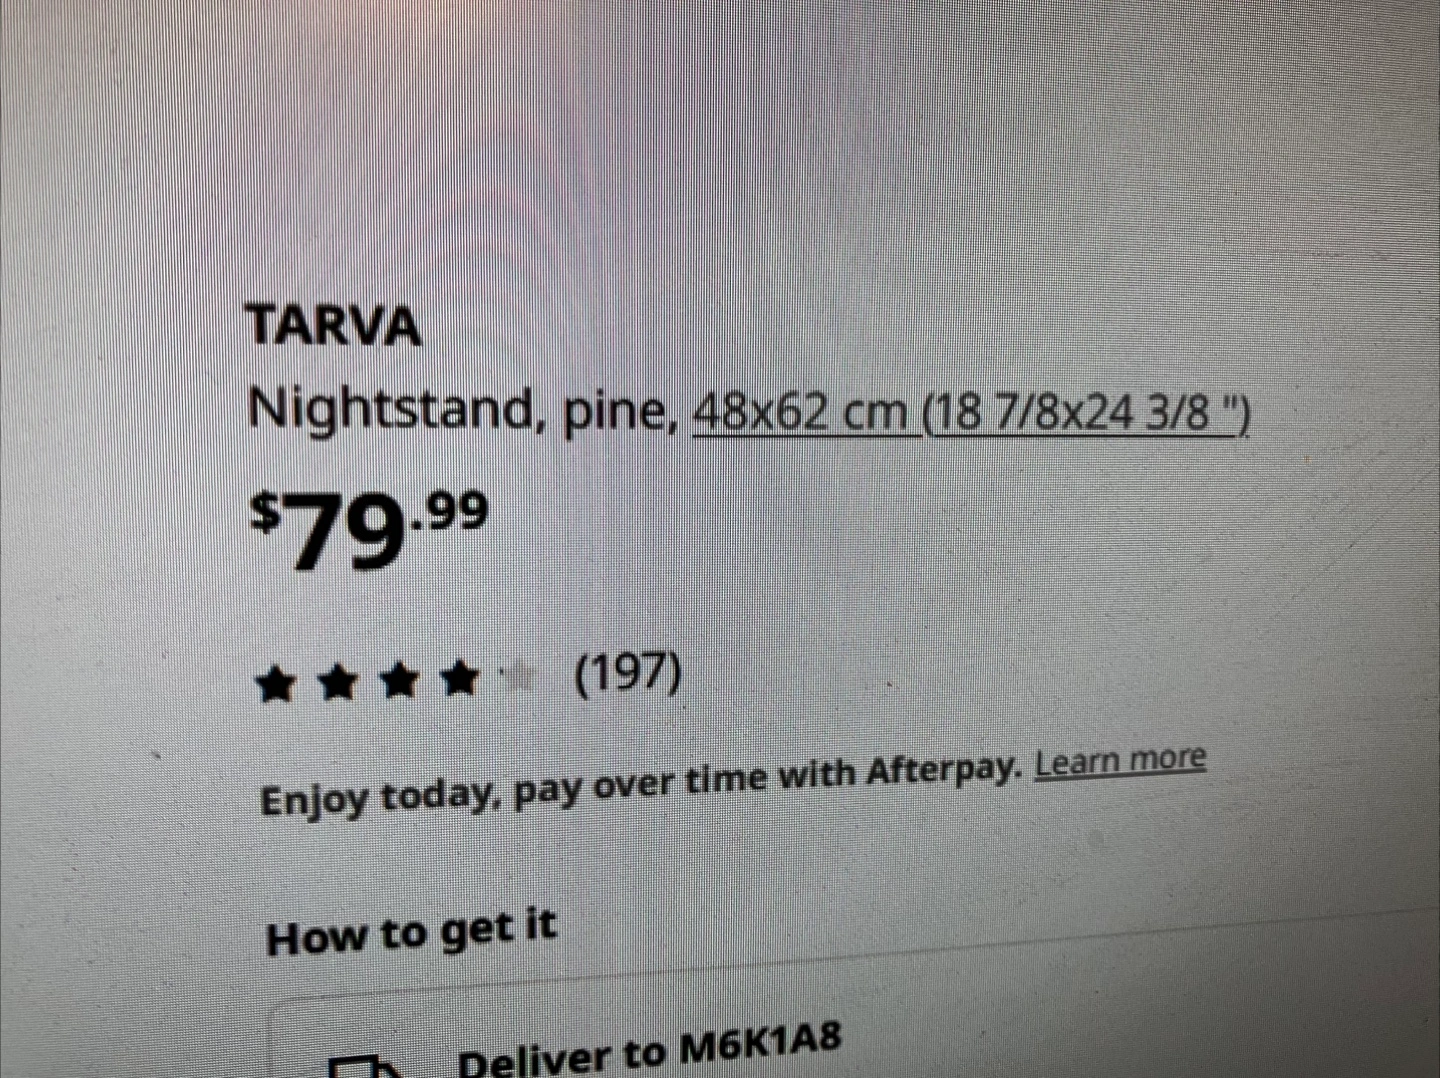 TARVA
Nightstand, pine, 48x62 cm (18 7/8x24 3/8 ")
$79.99
(197)
Enjoy today, pay over time with Afterpay. Learn more
How to get it
Deliver to M6K1A8